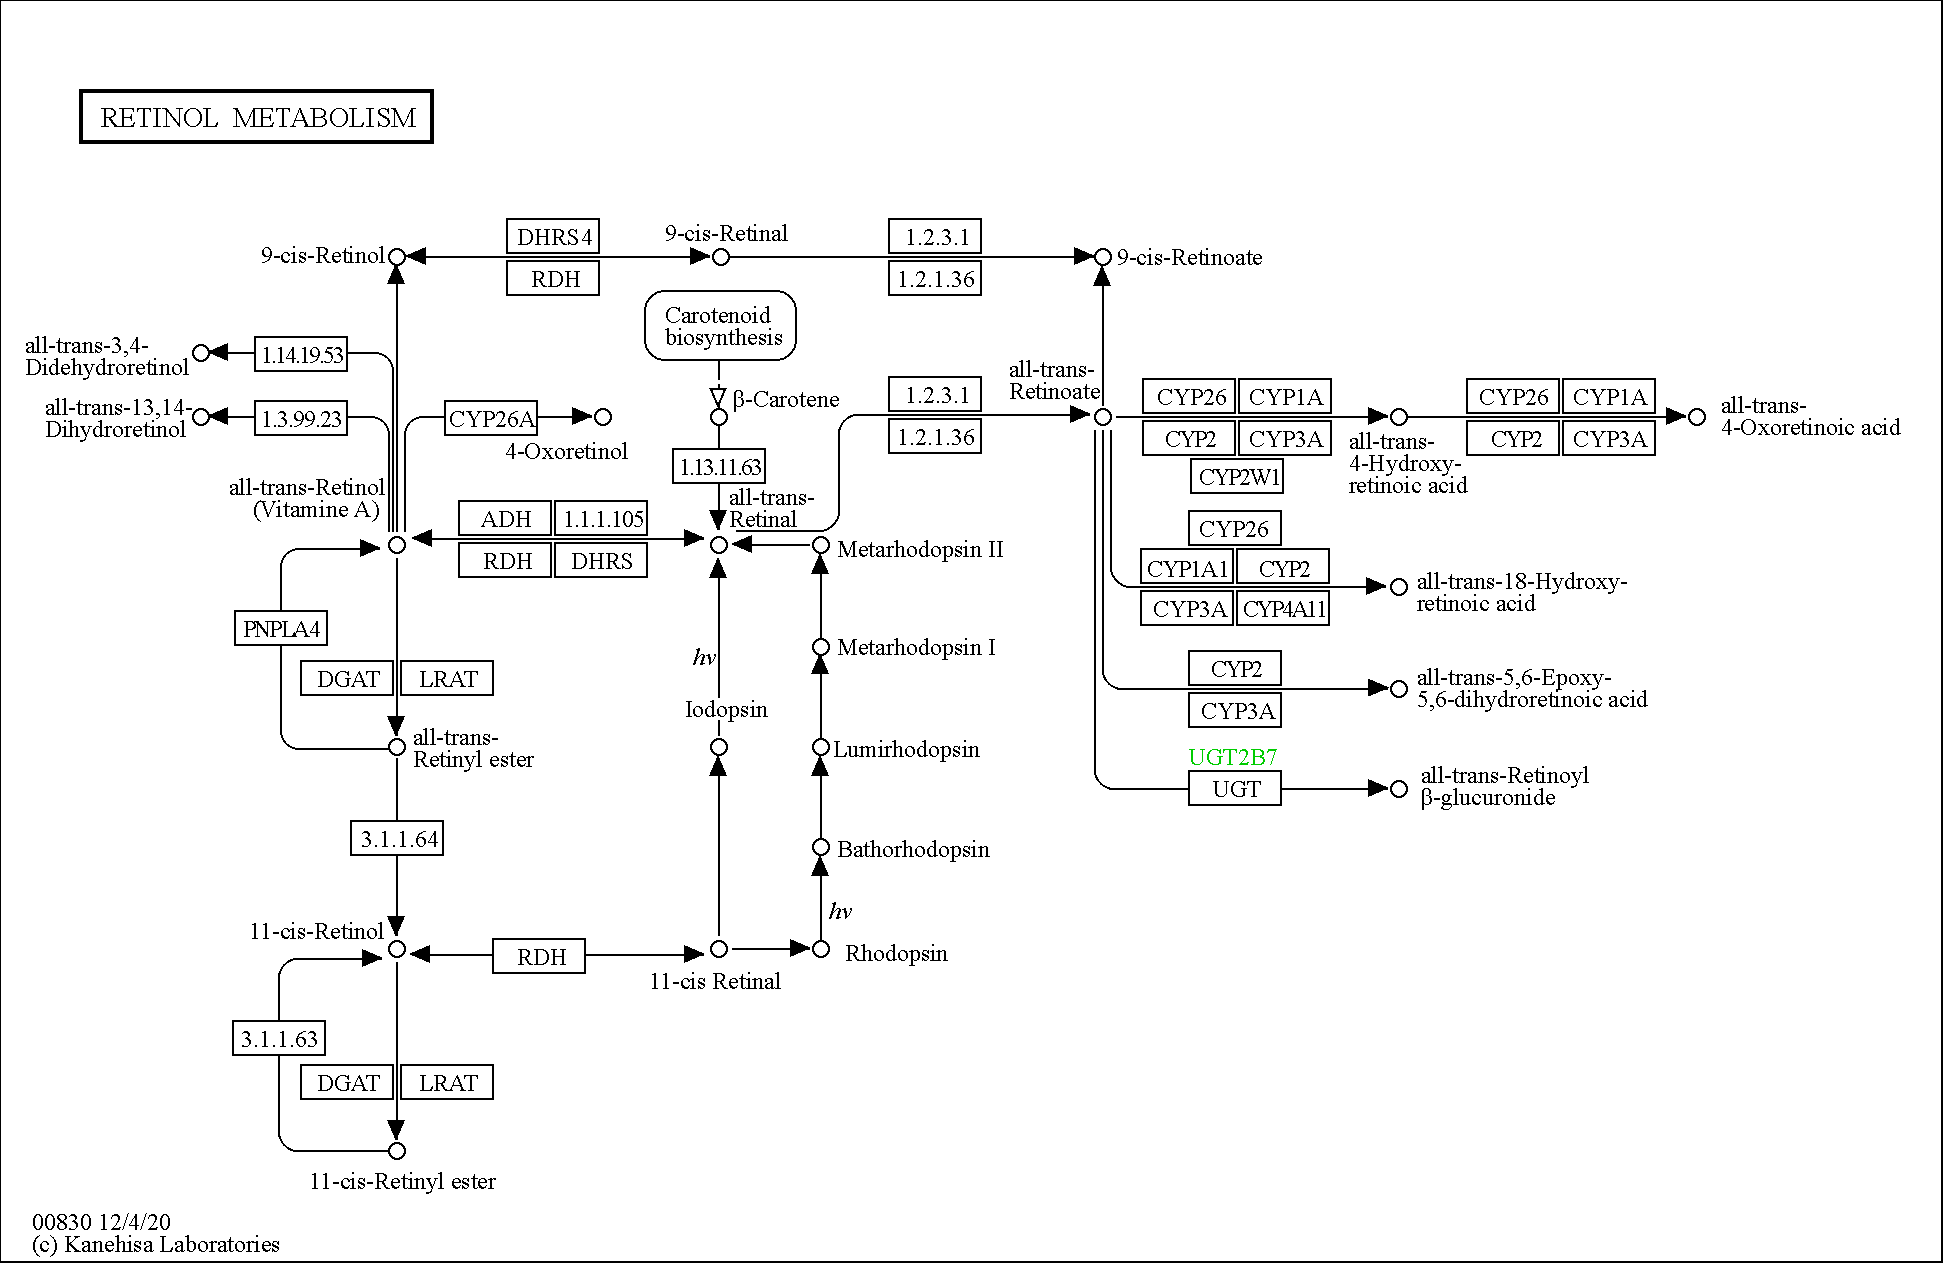 RETINOL METABOLISM
DHRS4
9-cis-Retinal
1.2.3.1
9-cis-Retinol
9-cis-Retinoate
RDH
1.2.1.36
Carotenoid
biosynthesis
all-trans-3,4-
Didehydroretinol
1.14.19.53
all-trans-
Retinoate
1.2.3.1
β-Carotene
CYP26
CYP1A
CYP26
CYP1A
all-trans-
4-Oxoretinoic acid
all-trans-13,14-
Dihydroretinol
1.3.99.23
CYP26A
1.2.1.36
CYP2
CYP3A
all-trans-
4-Hydroxy-
retinoic acid
CYP2
CYP3A
4-Oxoretinol
1.13.11.63
CYP2W1
all-trans-Retinol
(Vitamine A)
all-trans-
Retinal
ADH
1.1.1.105
CYP26
RDH
DHRS
Metarhodopsin II
CYP1A1
CYP2
all-trans-18-Hydroxy-
retinoic acid
CYP3A
CYP4A11
PNPLA4
hν
Metarhodopsin I
DGAT
LRAT
CYP2
all-trans-5,6-Epoxy-
5,6-dihydroretinoic acid
CYP3A
Iodopsin
all-trans-
Retinyl ester
Lumirhodopsin
UGT2B7
UGT
all-trans-Retinoyl
β-glucuronide
3.1.1.64
Bathorhodopsin
hν
11-cis-Retinol
RDH
Rhodopsin
11-cis Retinal
3.1.1.63
DGAT
LRAT
11-cis-Retinyl ester
00830 12/4/20
(c) Kanehisa Laboratories